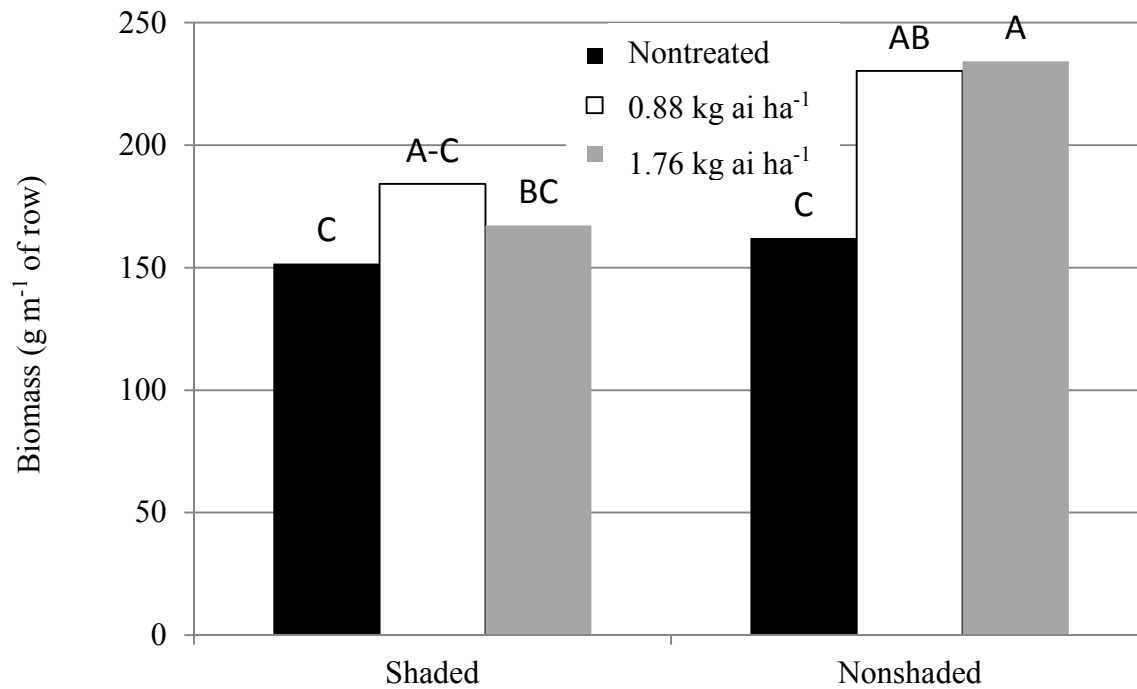 Biomass (g m⁻¹ of row)
250
200
150
100
50
0
Nontreated
0.88 kg ai ha⁻¹
1.76 kg ai ha⁻¹
C
A-C
BC
C
AB
A
Shaded
Nonshaded